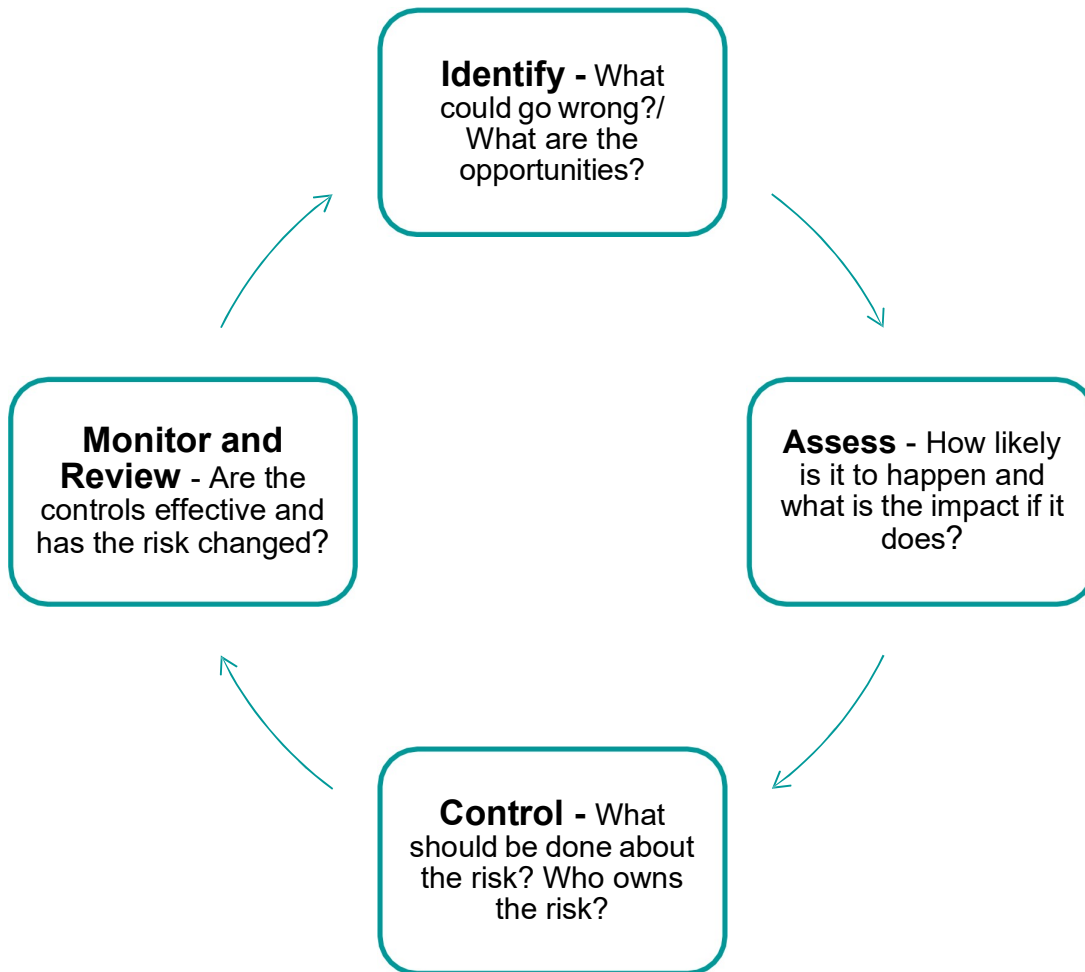 Identify - What
could go wrong?/
What are the
opportunities?
Assess - How likely
is it to happen and
what is the impact if it
does?
Control - What
should be done about
the risk? Who owns
the risk?
Monitor and
Review - Are the
controls effective and
has the risk changed?